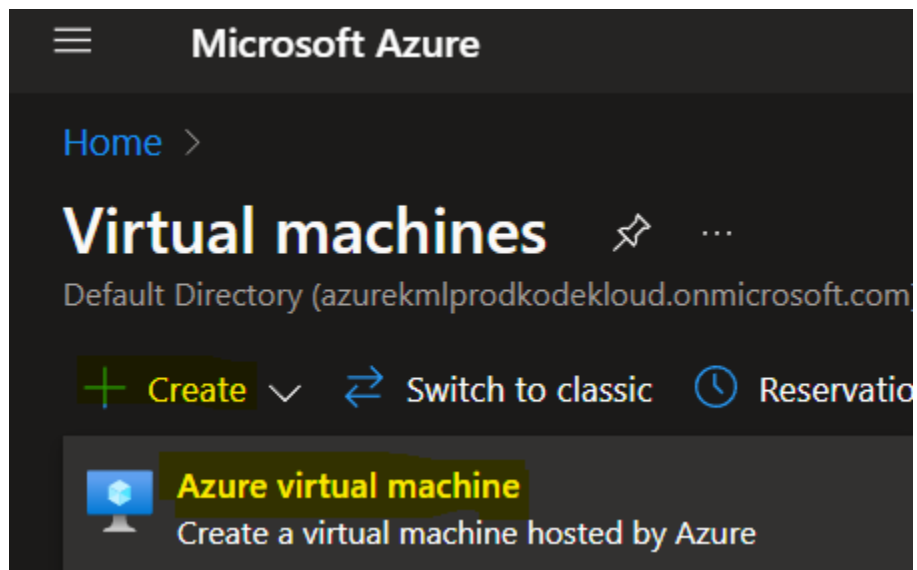 Microsoft Azure
Home >
Virtual machines ...
Default Directory (azurekmlprodkodekloud.onmicrosoft.com)
+ Create Switch to classic
Azure virtual machine
Create a virtual machine hosted by Azure